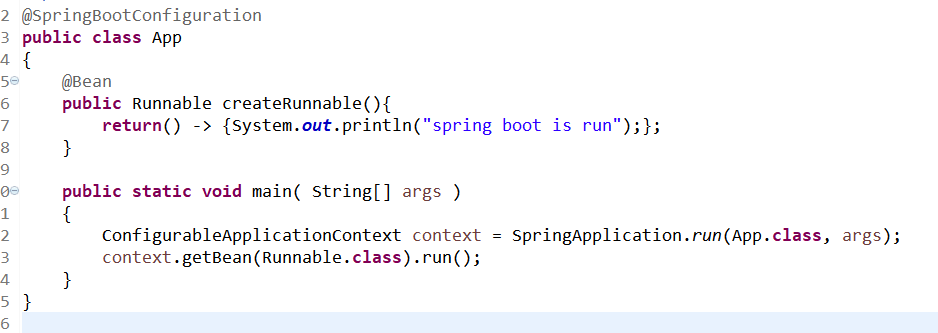 2 @SpringBootConfiguration
3 public class App
4 {
5 @Bean
6 public Runnable createRunnable(){
7 return() -> {System.out.println("spring boot is run");};
8 }
9
0 public static void main( String[] args )
1 {
2 ConfigurableApplicationContext context = SpringApplication.run(App.class, args);
3 context.getBean(Runnable.class).run();
4 }
5 }
6